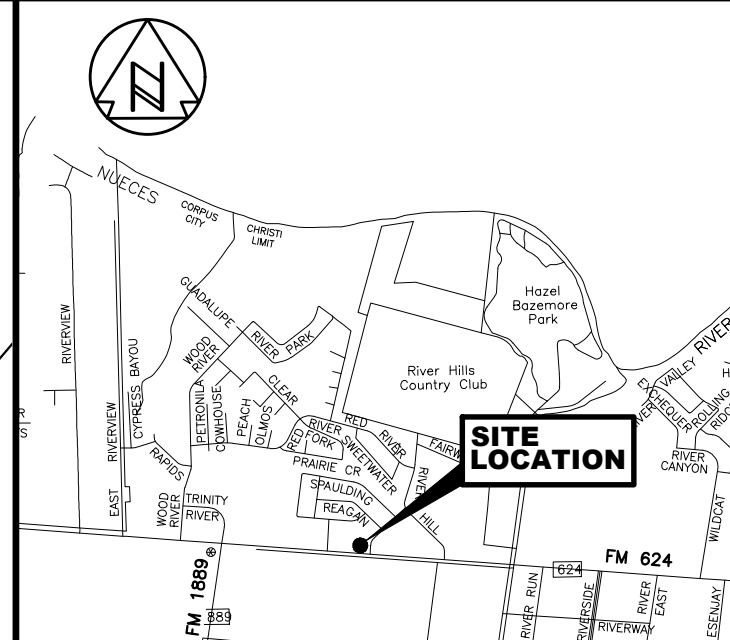 N
NUECES
CORPUS
CITY
CHRISTI
LIMIT
GUADALUPE
RIVER
PARK
Hazel
Bazemore
Park
RIVERVIEW
CYPRESS BAYOU
WOOD
RIVER
River Hills
Country Club
VALLEY
RIVER
EXCHEQUER
RIVER
ROLLING
CLEAR
PETRONILA
COWHOUSE
PEACH
OLMOS
RED
FORK
RIVER
SWEETWATER
RED
RIVER
FAIRW
SITE
LOCATION
RIVER
CANYON
RIVERVIEW
EAST
RAPIDS
PRAIRIE CR
SPAULDING
REAGAN
RIVER
HILL
WOOD
RIVER
TRINITY
RIVER
WILDCAT
FM 624
624
FM 1889
889
RIVER RUN
RIVERSIDE
RIVER
EAST
RIVERWAY
ESENJAY